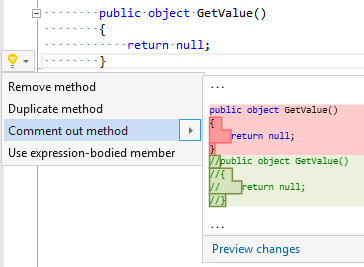 public object GetValue()
{
return null;
}
Remove method
Duplicate method
Comment out method
Use expression-bodied member
...
public object GetValue()
{
return null;
}
//public object GetValue()
//{
// return null;
//}
...
Preview changes